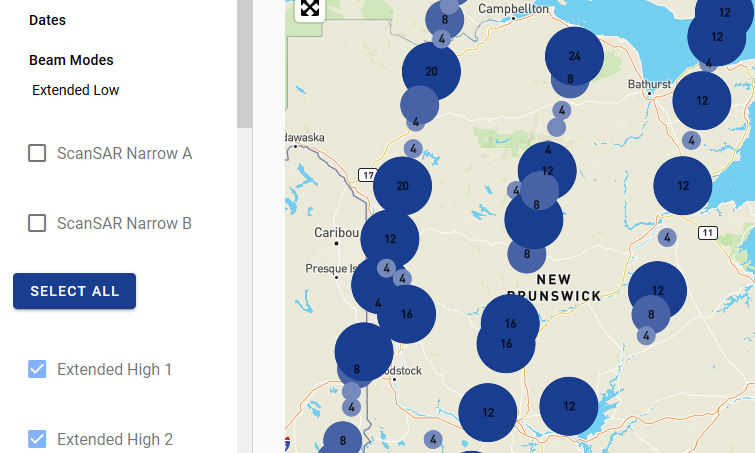 Dates
Beam Modes
Extended Low
ScanSAR Narrow A
ScanSAR Narrow B
SELECT ALL
Extended High 1
Extended High 2
Campbellton
12
8
24
12
4
4
20
8
Bathurst
12
4
4
4
4
17
20
4
12
4
8
12
Caribou
12
8
4
11
Presque Is
4
4
NEW
BRUNSWICK
4
16
12
16
8
16
4
8
odstock
4
12
12
8
4